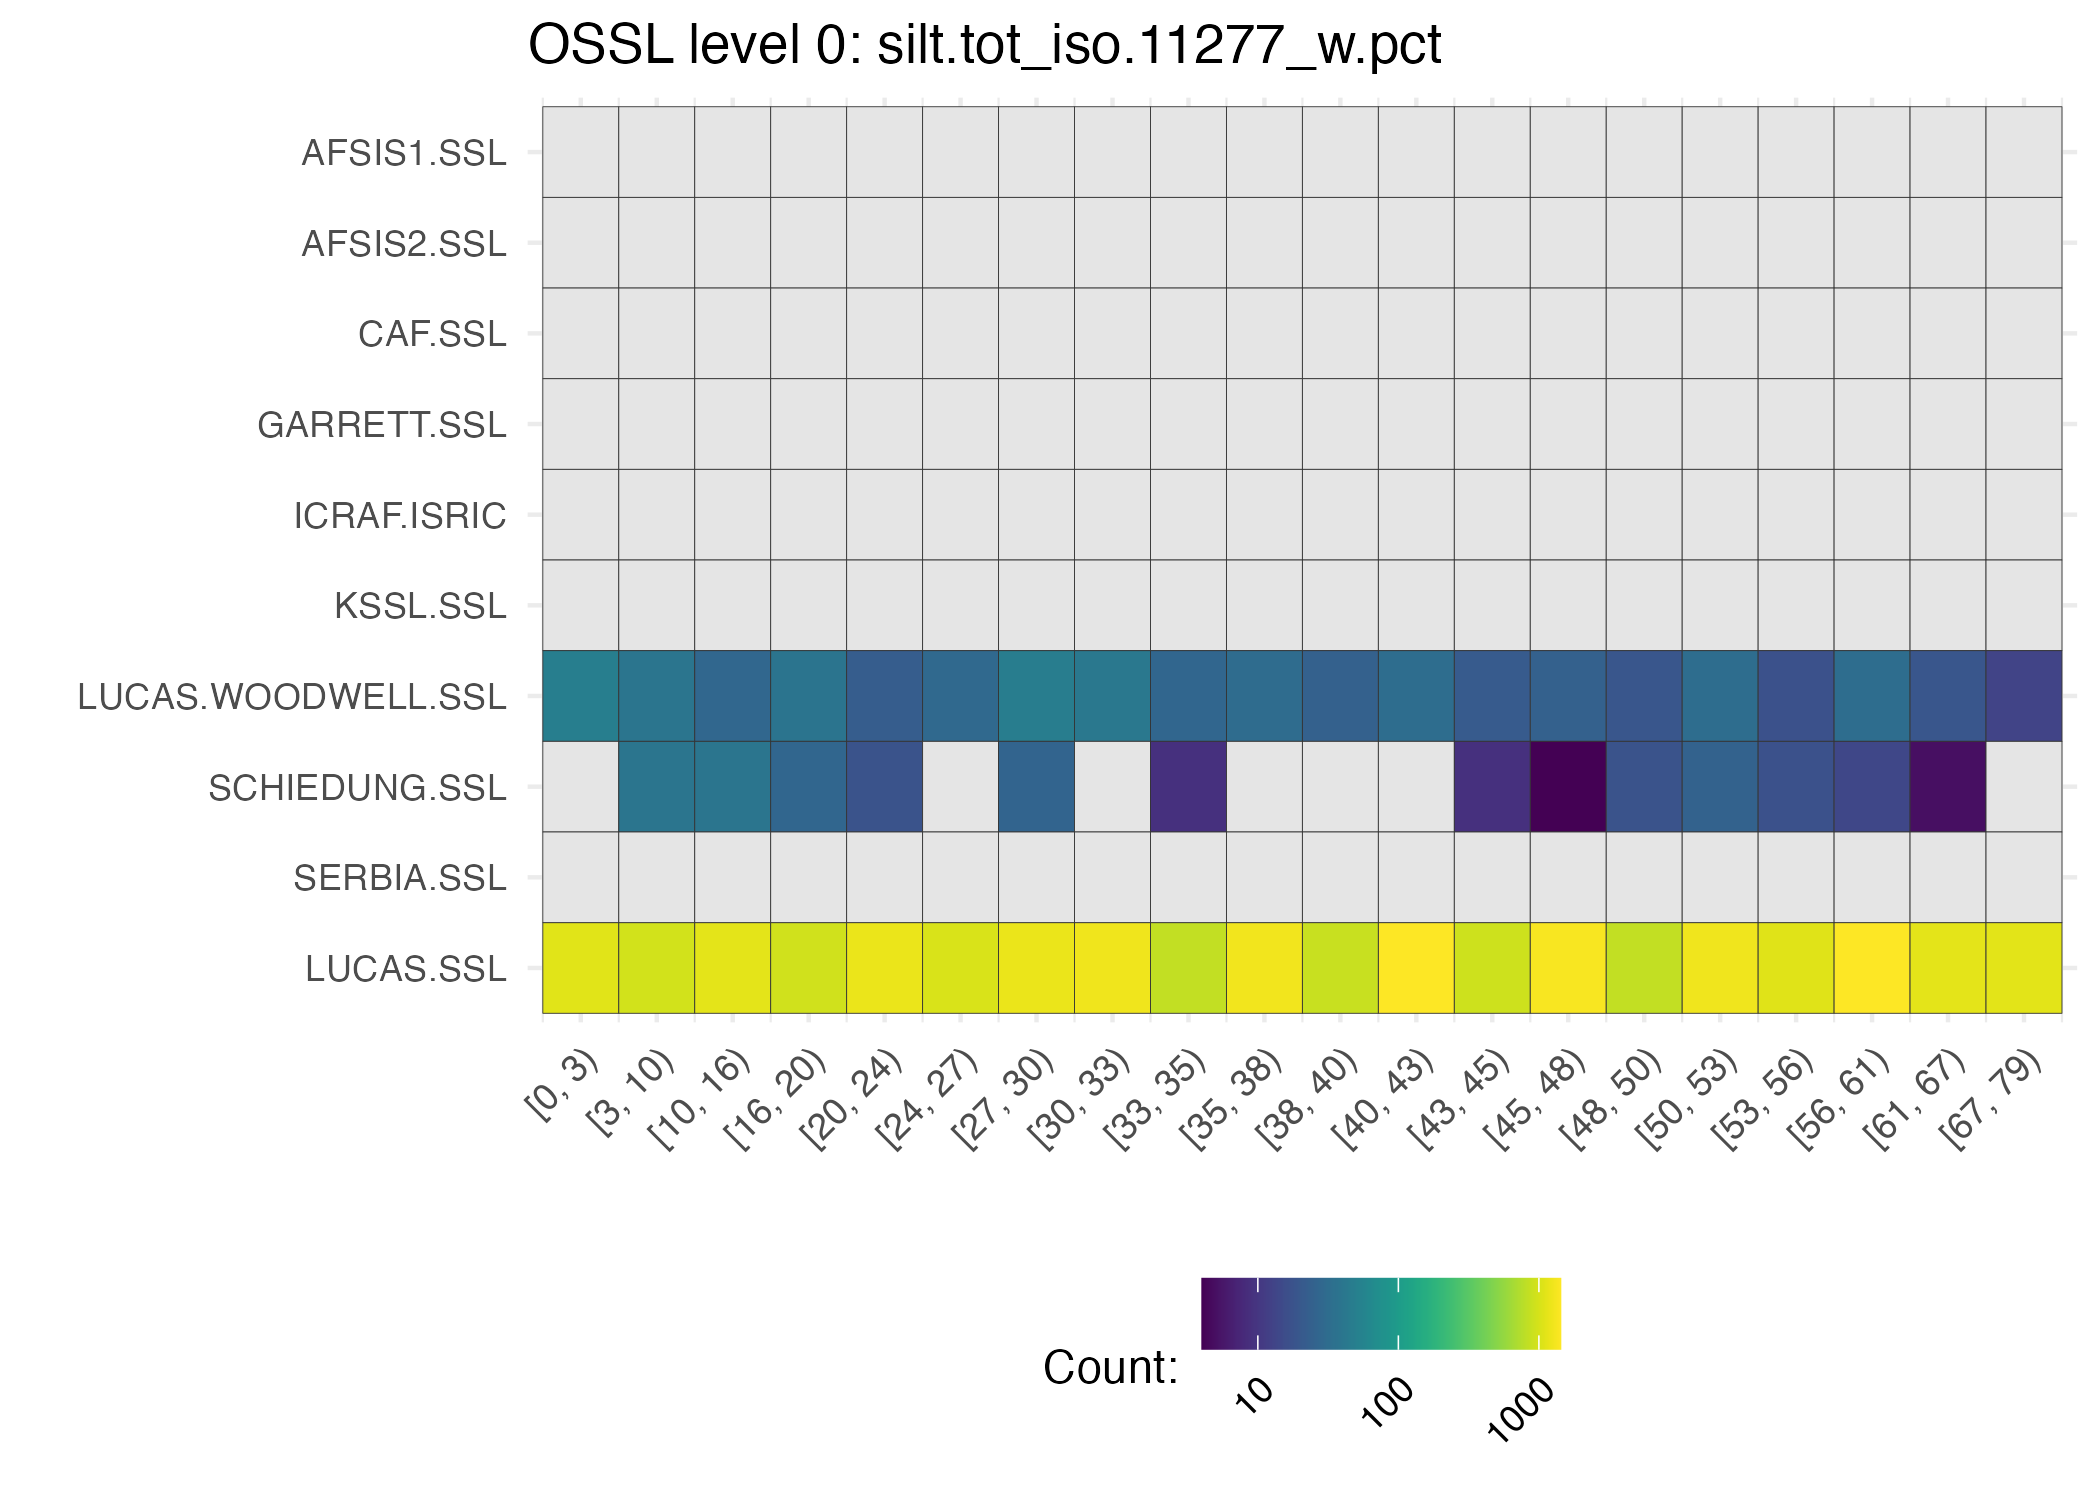 OSSL level 0: silt.tot_iso.11277_w.pct
AFSIS1.SSL
AFSIS2.SSL
CAF.SSL
GARRETT.SSL
ICRAF.ISRIC
KSSL.SSL
LUCAS.WOODWELL.SSL
SCHIEDUNG.SSL
SERBIA.SSL
LUCAS.SSL
[0, 3)
[3, 10)
[10, 16)
[16, 20)
[20, 24)
[24, 27)
[27, 30)
[30, 33)
[33, 35)
[35, 38)
[38, 40)
[40, 43)
[43, 45)
[45, 48)
[48, 50)
[50, 53)
[53, 56)
[56, 61)
[61, 67)
[67, 79)
Count:
10
100
1000